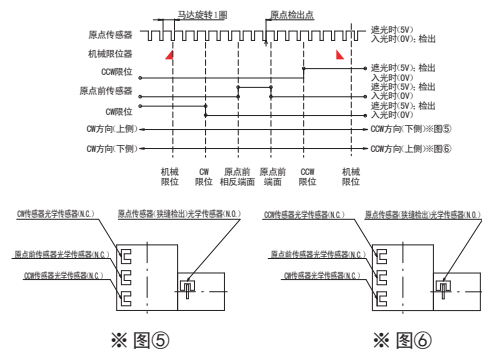 马达旋转1圈 原点检出点
原点传感器 遮光时(5V)
入光时(0V):检出
机械限位器
CCW限位 遮光时(5V):检出
入光时(0V)
原点前传感器 遮光时(5V):检出
入光时(0V)
CW限位 遮光时(5V):检出
入光时(0V)
CW方向(上侧) CCW方向(下侧)※图⑤
CW方向(下侧) CCW方向(上侧)※图⑥
机械限位 CW限位 原点前相反端面 原点前端面 CCW限位 机械限位
CW传感器光学传感器(N.C.) 原点传感器(狭缝检出)光学传感器(N.O.)
原点前传感器光学传感器(N.C.)
CCW传感器光学传感器(N.C.)
※ 图⑤
CCW传感器光学传感器(N.C.) 原点传感器(狭缝检出)光学传感器(N.O.)
原点前传感器光学传感器(N.C.)
CW传感器光学传感器(N.C.)
※ 图⑥